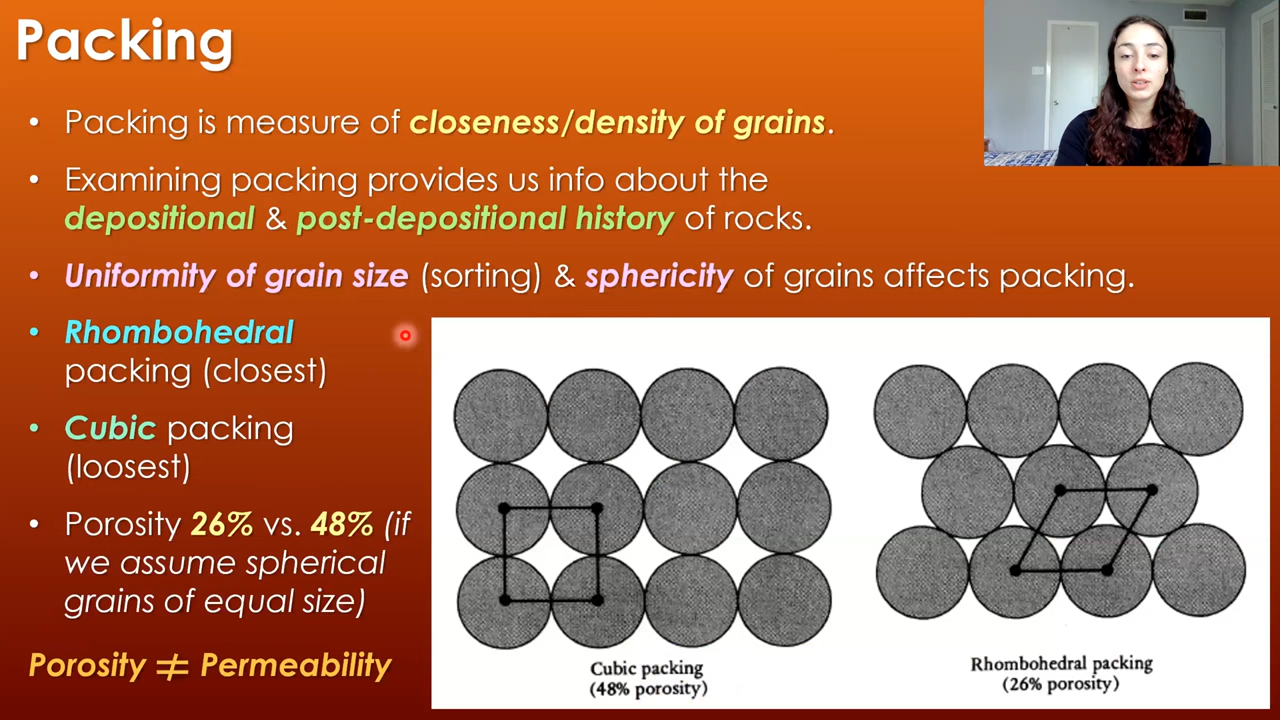 Packing
• Packing is measure of closeness/density of grains.
• Examining packing provides us info about the
depositional & post-depositional history of rocks.
• Uniformity of grain size (sorting) & sphericity of grains affects packing.
• Rhombohedral
packing (closest)
• Cubic packing
(loosest)
• Porosity 26% vs. 48% (if
we assume spherical
grains of equal size)
Porosity ≠ Permeability
Cubic packing
(48% porosity)
Rhombohedral packing
(26% porosity)